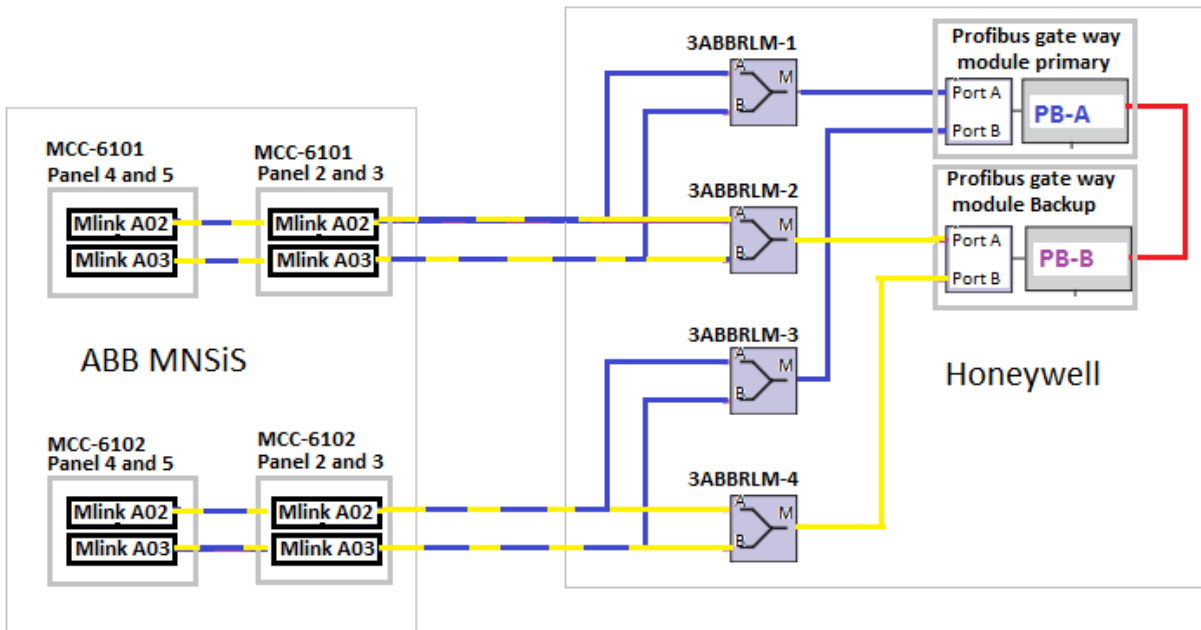 MCC-6101
Panel 4 and 5
Mlink A02
Mlink A03
MCC-6101
Panel 2 and 3
Mlink A02
Mlink A03
ABB MNSiS
MCC-6102
Panel 4 and 5
Mlink A02
Mlink A03
MCC-6102
Panel 2 and 3
Mlink A02
Mlink A03
3ABBRLM-1
A
M
B
3ABBRLM-2
A
M
B
3ABBRLM-3
A
M
B
3ABBRLM-4
A
M
B
Profibus gate way
module primary
Port A
Port B
PB-A
Profibus gate way
module Backup
Port A
Port B
PB-B
Honeywell